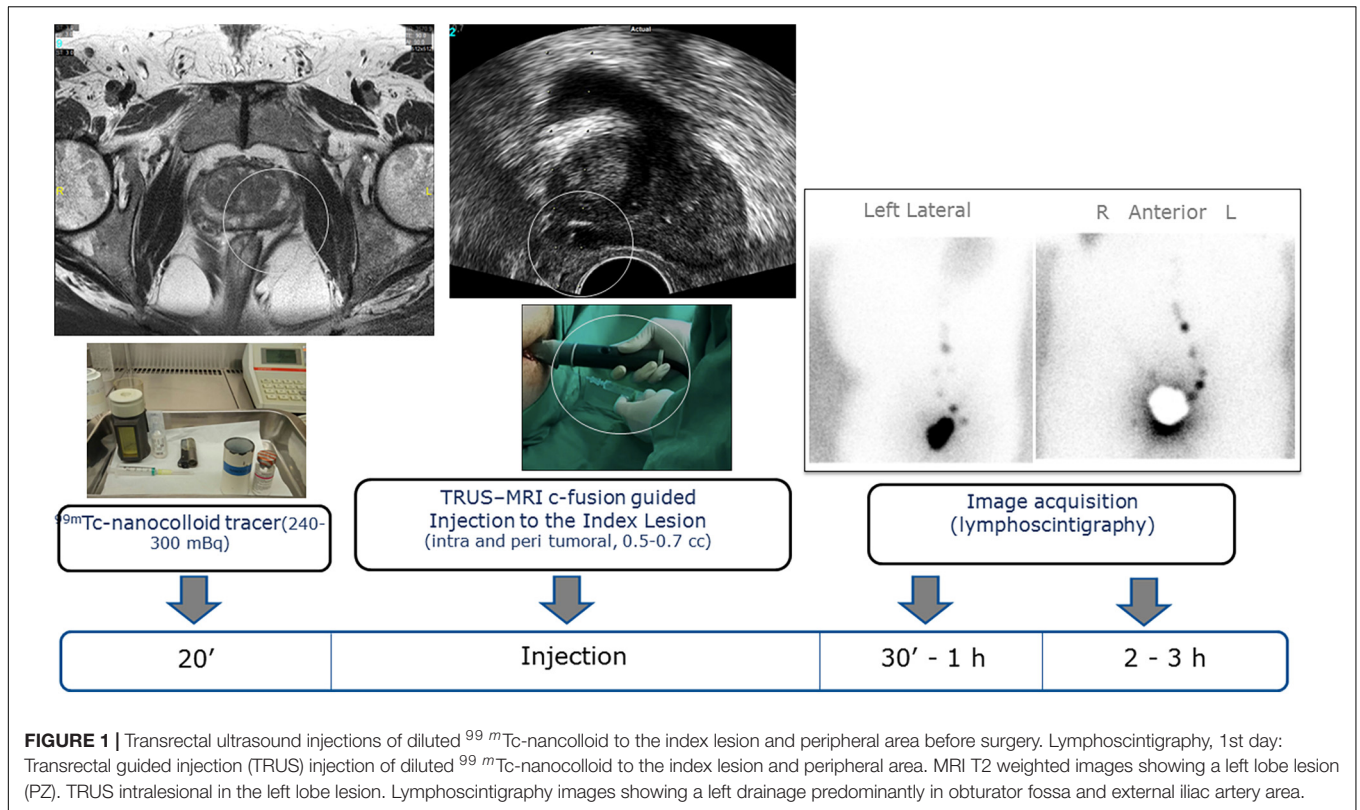 9
R
L
2
Actual
Left Lateral
R Anterior L
99mTc-nanocolloid tracer(240-
300 mBq)
TRUS–MRI c-fusion guided
Injection to the Index Lesion
(intra and peri tumoral, 0.5-0.7 cc)
Image acquisition
(lymphoscintigraphy)
20′
Injection
30′ - 1 h
2 - 3 h
FIGURE 1 | Transrectal ultrasound injections of diluted 99 mTc-nancolloid to the index lesion and peripheral area before surgery. Lymphoscintigraphy, 1st day:
Transrectal guided injection (TRUS) injection of diluted 99 mTc-nanocolloid to the index lesion and peripheral area. MRI T2 weighted images showing a left lobe lesion
(PZ). TRUS intralesional in the left lobe lesion. Lymphoscintigraphy images showing a left drainage predominantly in obturator fossa and external iliac artery area.